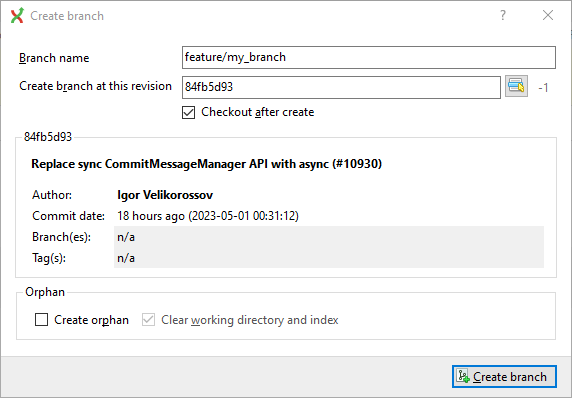 Create branch
?
Branch name feature/my_branch
Create branch at this revision 84fb5d93 -1
Checkout after create
84fb5d93
Replace sync CommitMessageManager API with async (#10930)
Author: Igor Velikorossov
Commit date: 18 hours ago (2023-05-01 00:31:12)
Branch(es): n/a
Tag(s): n/a
Orphan
Create orphan Clear working directory and index
Create branch